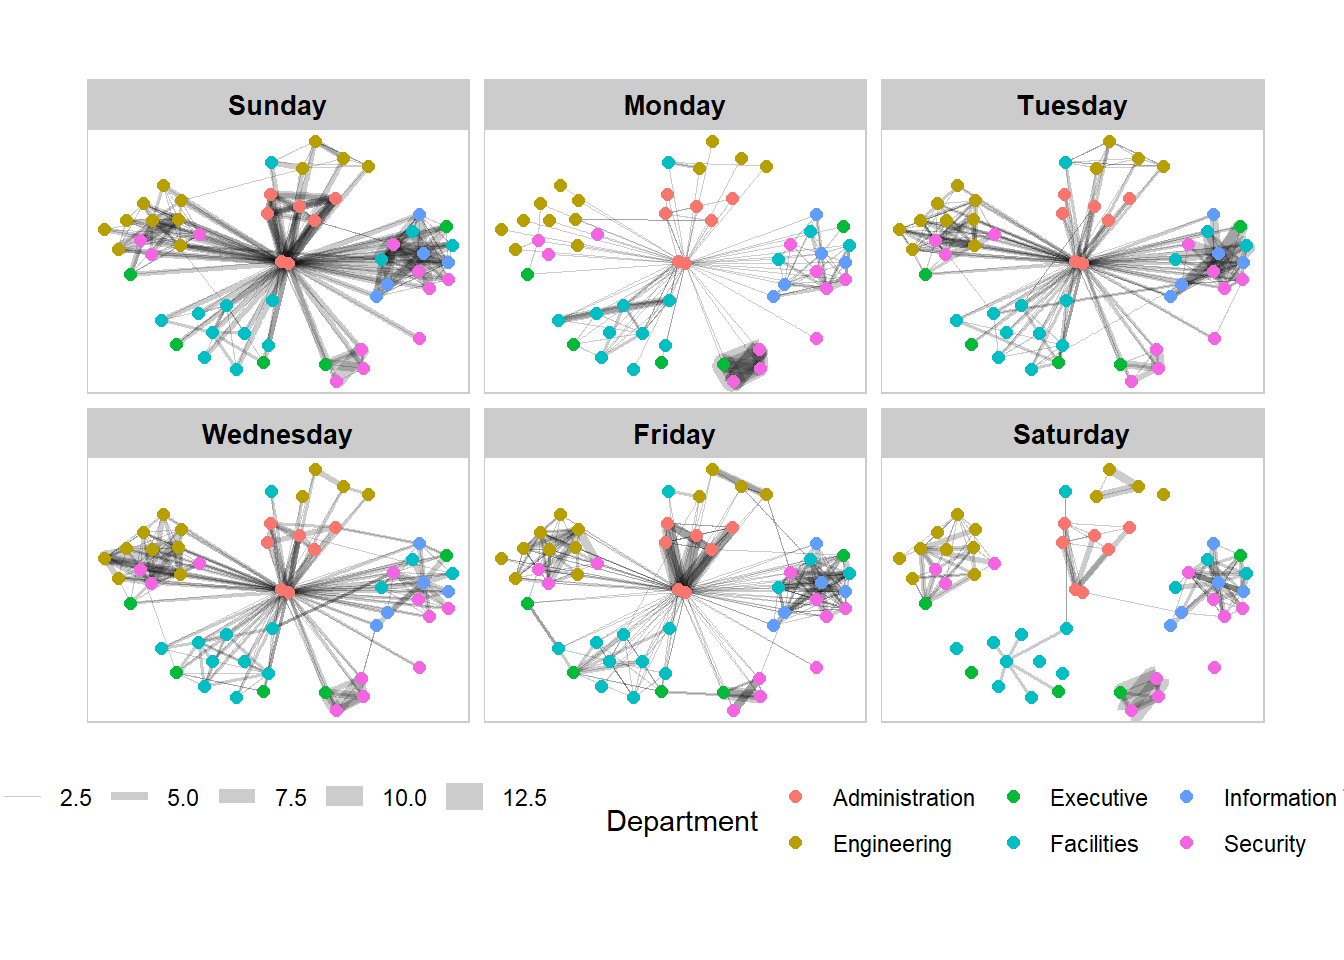 Sunday
Monday
Tuesday
Wednesday
Friday
Saturday
2.5 5.0 7.5 10.0 12.5
Department
Administration Executive Information
Engineering Facilities Security